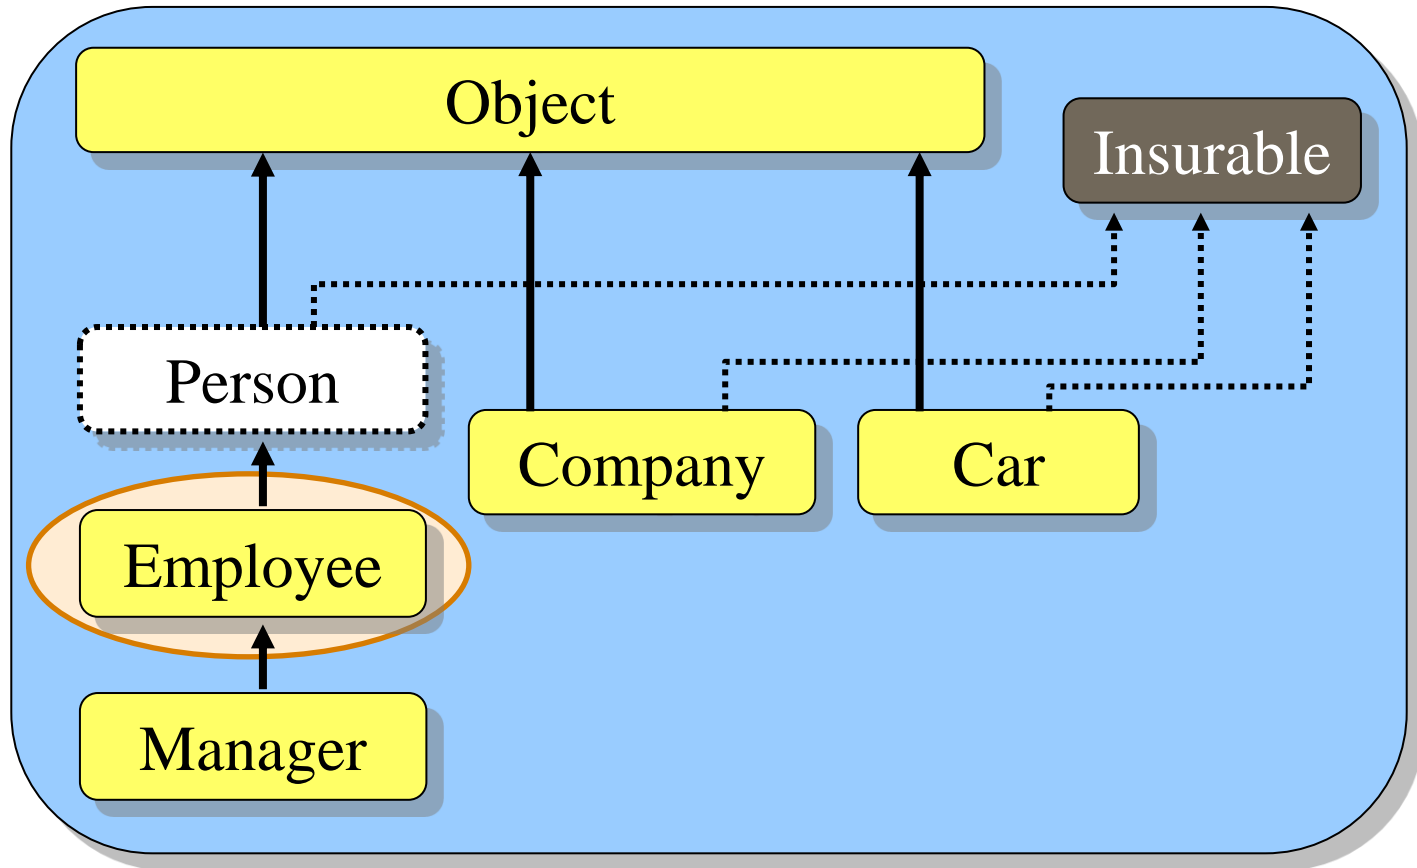 Object
Insurable
Person
Company
Car
Employee
Manager